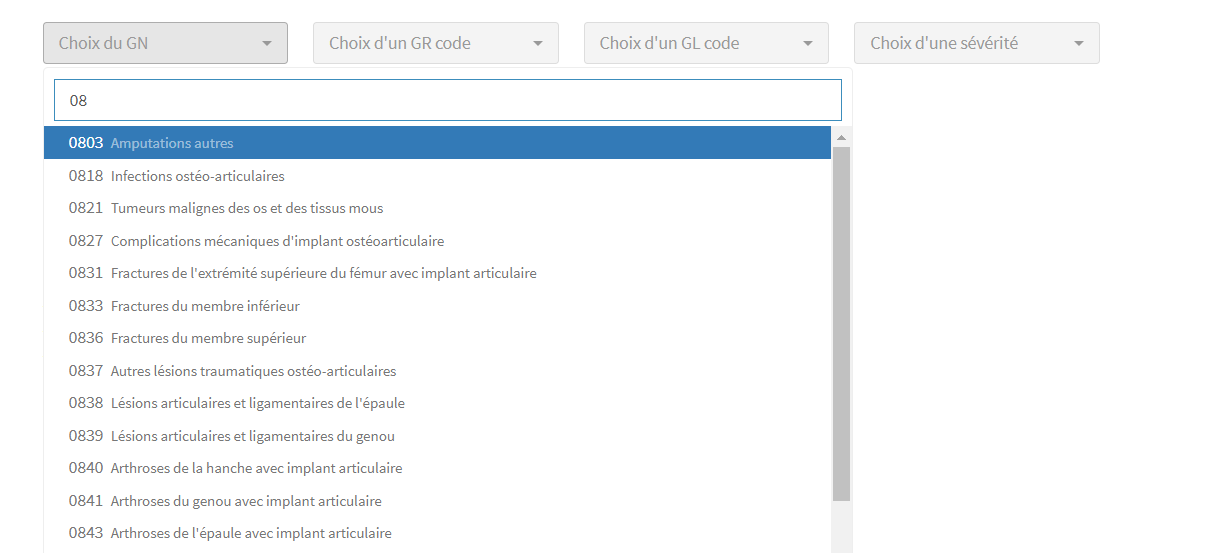 Choix du GN Choix d'un GR code Choix d'un GL code Choix d'une sévérité
08
0803 Amputations autres
0818 Infections ostéo-articulaires
0821 Tumeurs malignes des os et des tissus mous
0827 Complications mécaniques d'implant ostéoarticulaire
0831 Fractures de l'extrémité supérieure du fémur avec implant articulaire
0833 Fractures du membre inférieur
0836 Fractures du membre supérieur
0837 Autres lésions traumatiques ostéo-articulaires
0838 Lésions articulaires et ligamentaires de l'épaule
0839 Lésions articulaires et ligamentaires du genou
0840 Arthroses de la hanche avec implant articulaire
0841 Arthroses du genou avec implant articulaire
0843 Arthroses de l'épaule avec implant articulaire